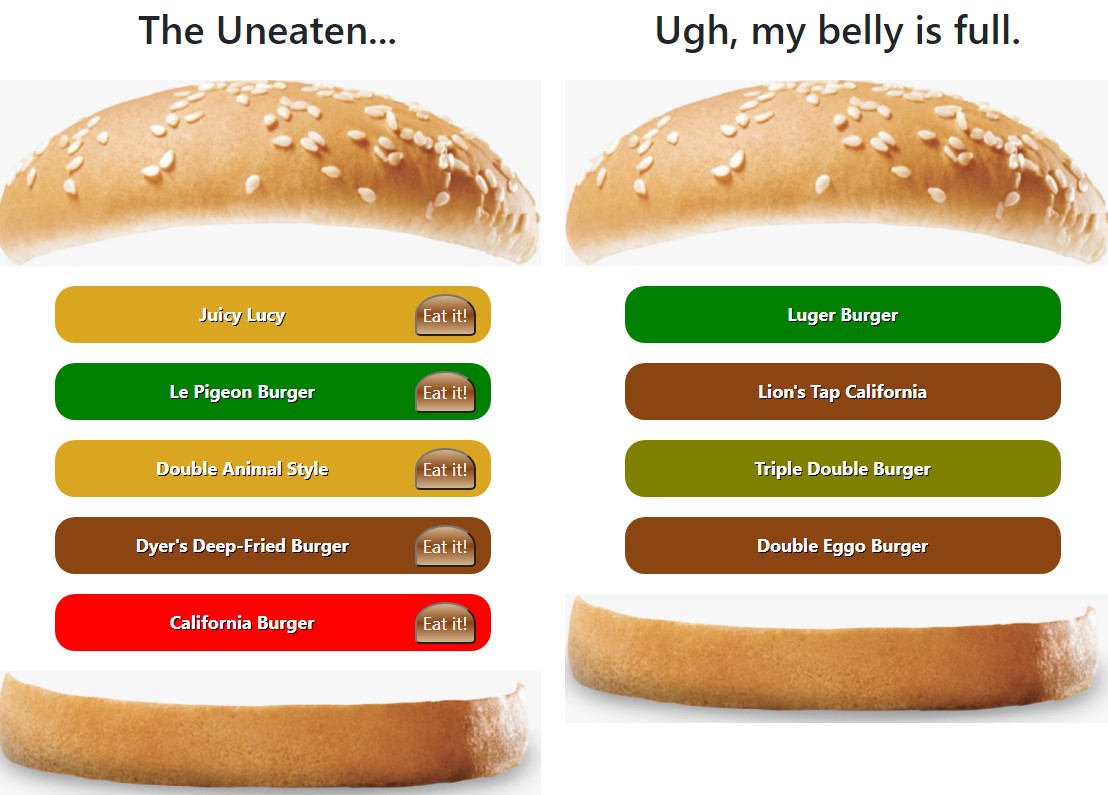 The Uneaten...
Juicy Lucy
Eat it!
Le Pigeon Burger
Eat it!
Double Animal Style
Eat it!
Dyer's Deep-Fried Burger
Eat it!
California Burger
Eat it!
Ugh, my belly is full.
Luger Burger
Lion's Tap California
Triple Double Burger
Double Eggo Burger